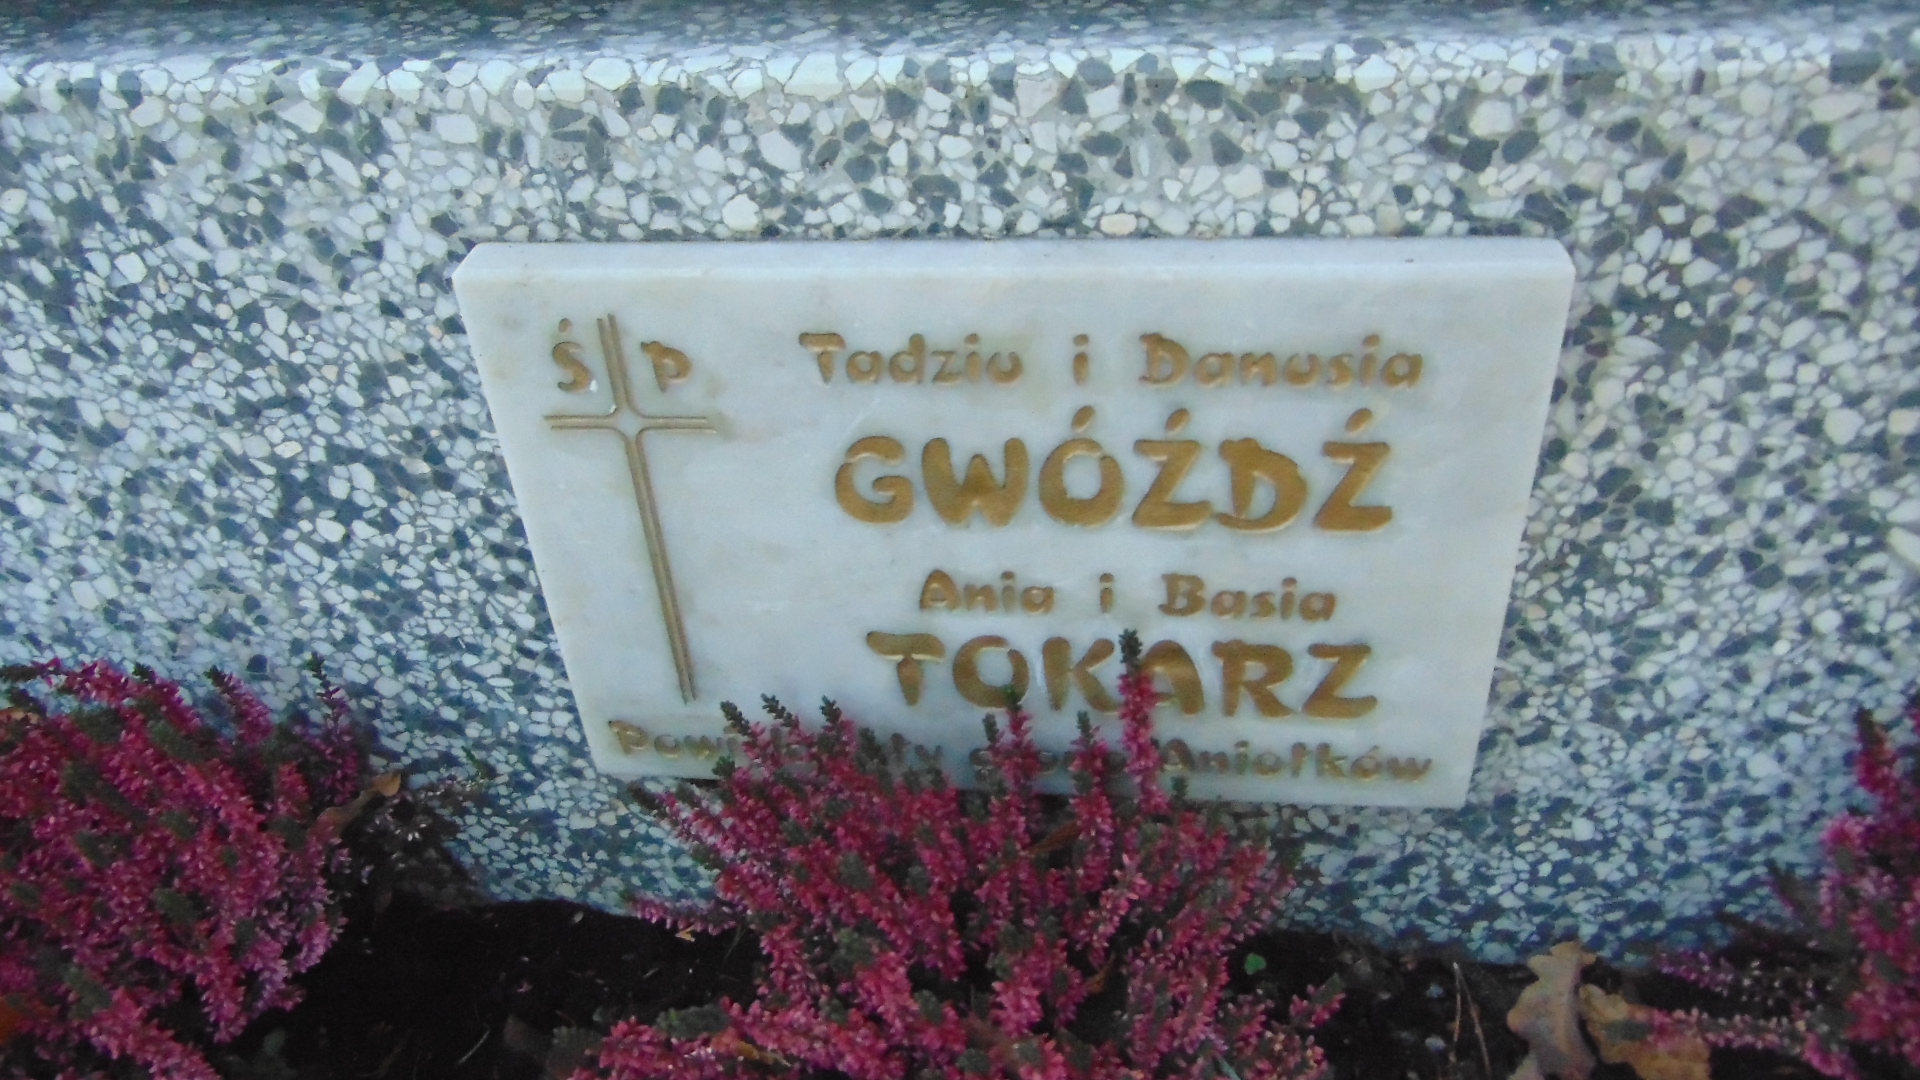 Ś P
Tadziu i Danusia
GWÓŹDŹ
Ania i Basia
TOKARZ
Aniołków